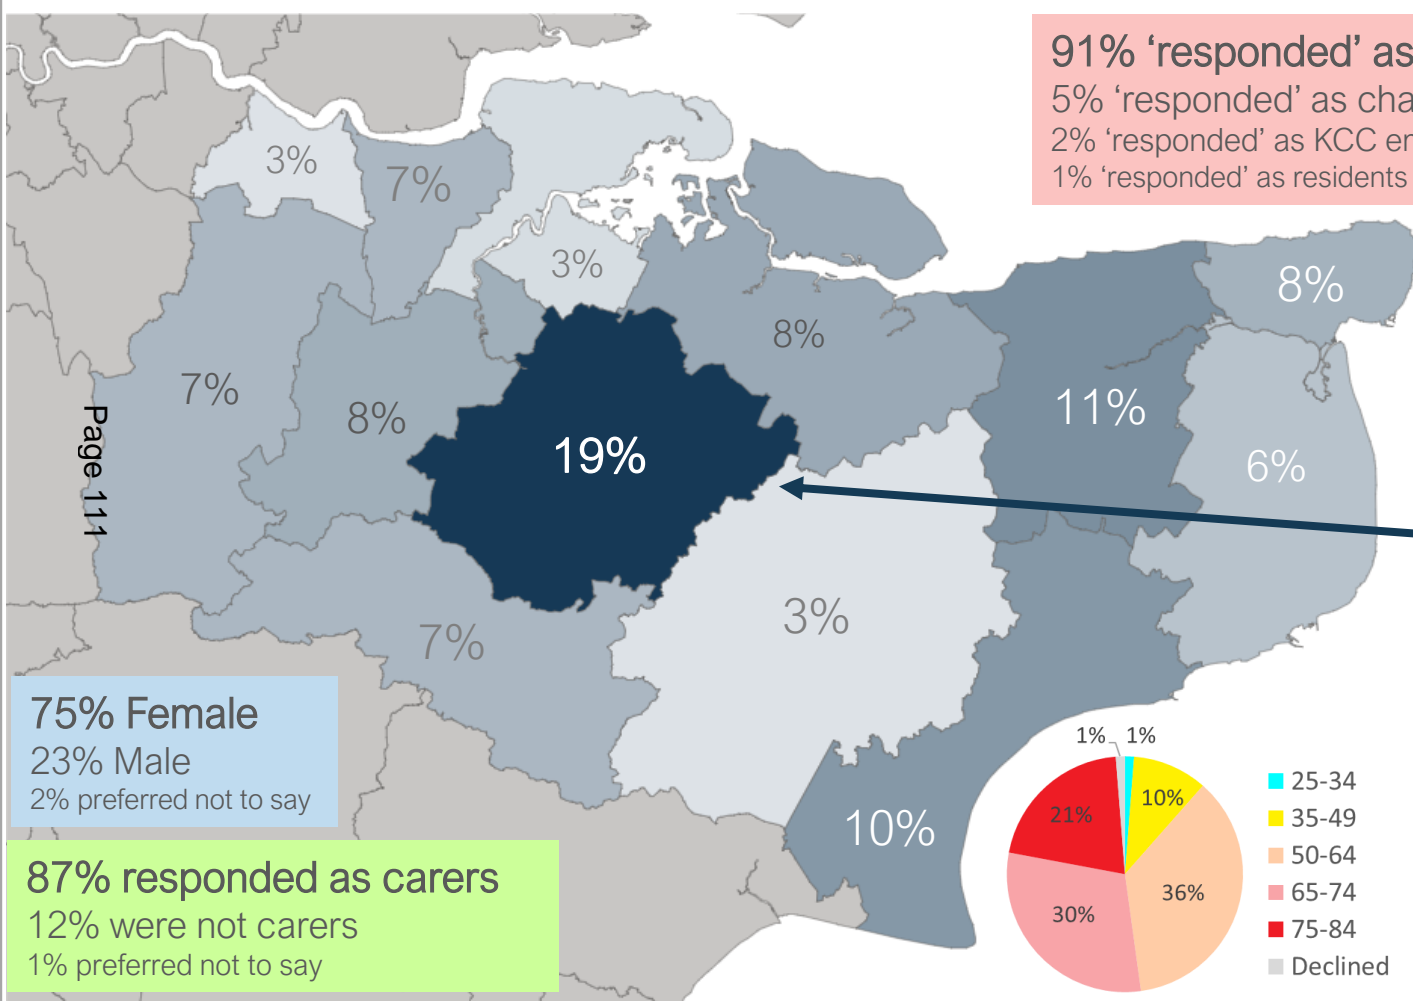 91% ‘responded’ as
5% ‘responded’ as
2% ‘responded’ as KCC
1% ‘responded’ as residents
3%
7%
3%
8%
8%
7%
8%
11%
19%
6%
Page 111
3%
7%
10%
75% Female
23% Male
2% preferred not to say
87% responded as carers
12% were not carers
1% preferred not to say
1% 1%
10%
21%
36%
30%
25-34
35-49
50-64
65-74
75-84
Declined